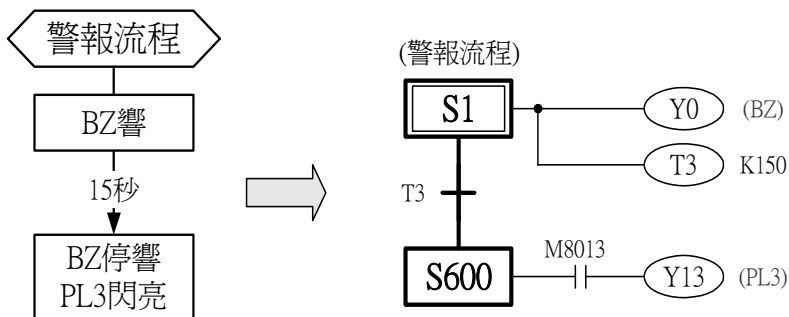 警報流程
BZ響
15秒
BZ停響
PL3閃亮
(警報流程)
S1
Y0 (BZ)
T3 K150
T3
S600
M8013
Y13 (PL3)